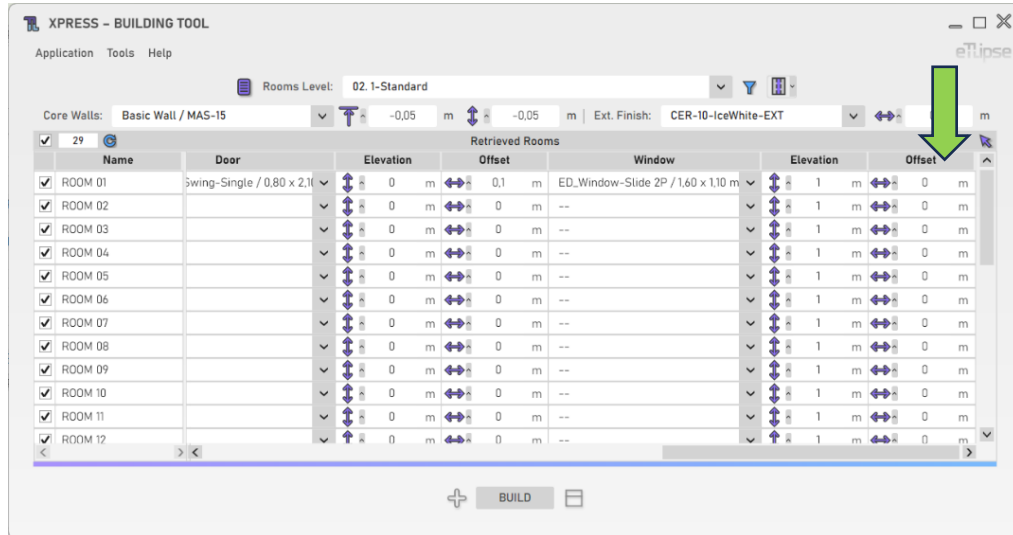 XPRESS – BUILDING TOOL
Application Tools Help
eTlipse
Rooms Level: 02. 1-Standard
Core Walls: Basic Wall / MAS-15 -0,05 m -0,05 m | Ext. Finish: CER-10-IceWhite-EXT m
29 Retrieved Rooms
Name Door Elevation Offset Window Elevation Offset
ROOM 01 Swing-Single / 0,80 x 2,1 0 m 0,1 m ED_Window-Slide 2P / 1,60 x 1,10 m 1 m 0 m
ROOM 02 0 m 0 m -- 1 m 0 m
ROOM 03 0 m 0 m -- 1 m 0 m
ROOM 04 0 m 0 m -- 1 m 0 m
ROOM 05 0 m 0 m -- 1 m 0 m
ROOM 06 0 m 0 m -- 1 m 0 m
ROOM 07 0 m 0 m -- 1 m 0 m
ROOM 08 0 m 0 m -- 1 m 0 m
ROOM 09 0 m 0 m -- 1 m 0 m
ROOM 10 0 m 0 m -- 1 m 0 m
ROOM 11 0 m 0 m -- 1 m 0 m
ROOM 12 0 m 0 m -- 1 m 0 m
BUILD